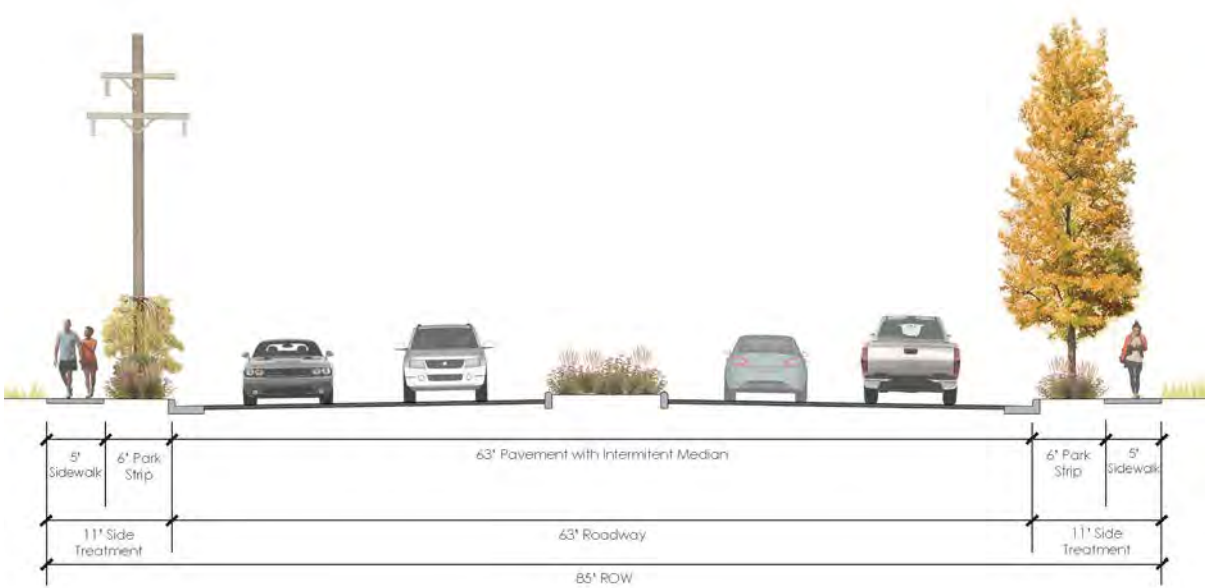 5'
Sidewalk
6' Park
Strip
63' Pavement with Intermitent Median
6' Park
Strip
5'
Sidewalk
11' Side
Treatment
63' Roadway
11' Side
Treatment
85' ROW